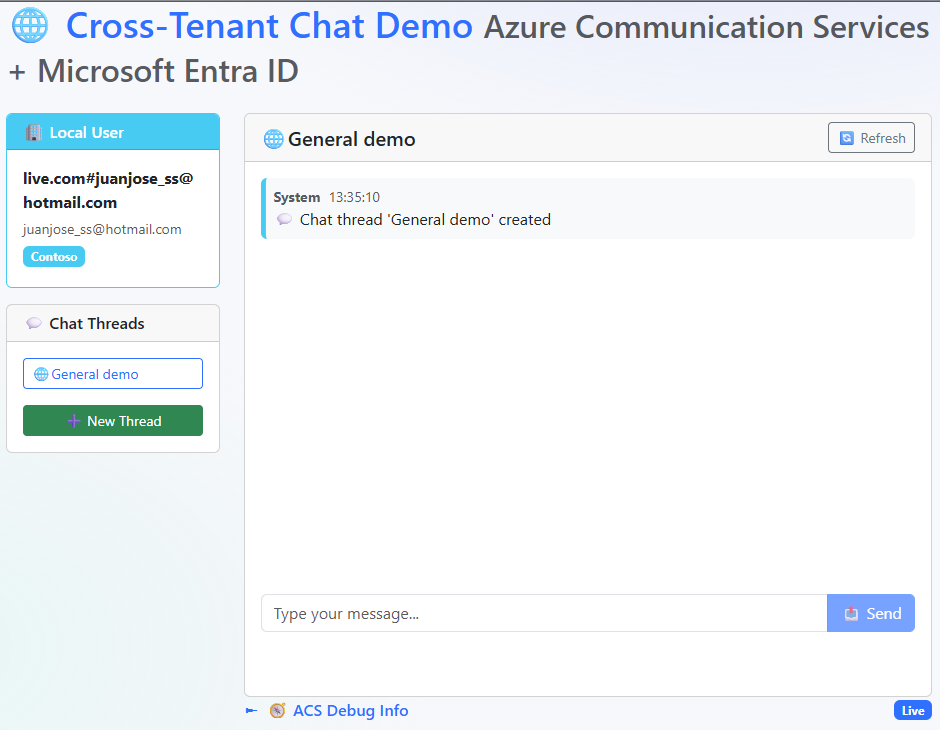 Cross-Tenant Chat Demo Azure Communication Services
+ Microsoft Entra ID
Local User
live.com#juanjose_ss@
hotmail.com
juanjose_ss@hotmail.com
Contoso
Chat Threads
General demo
New Thread
General demo
Refresh
System 13:35:10
Chat thread 'General demo' created
Type your message...
Send
ACS Debug Info
Live